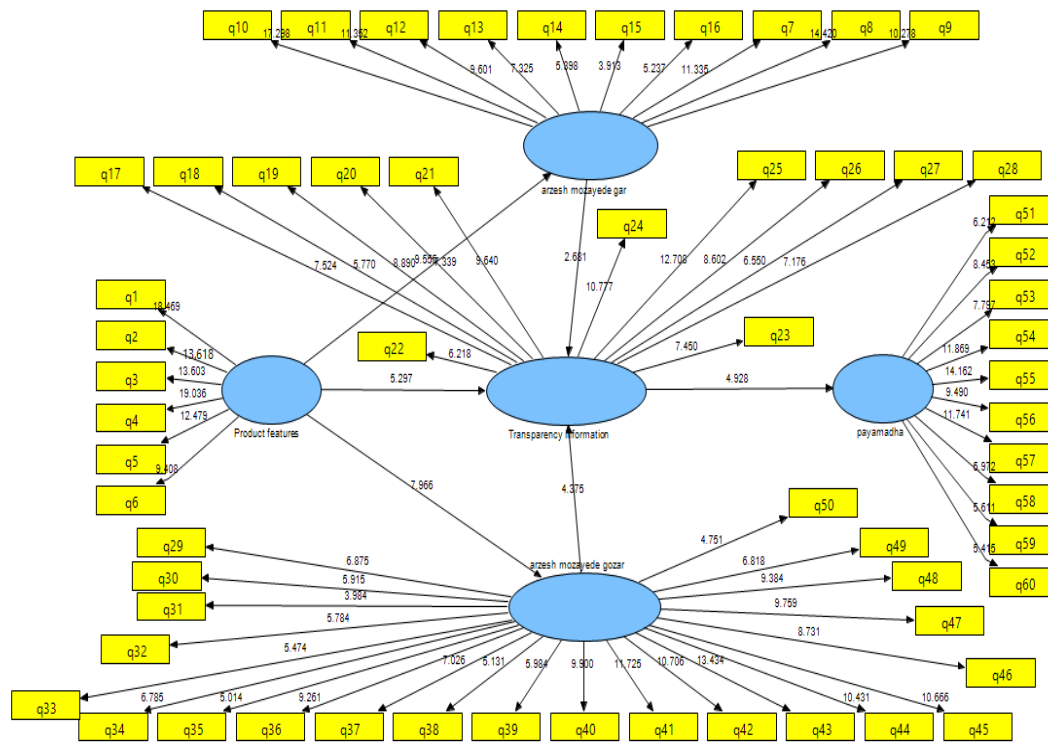 q10 q11 q12 q13 q14 q15 q16 q7 q8 q9
17.298 11.352 9.601 7.325 5.398 3.913 5.237 11.335 14.420 10.278
arzesh mozayede gar
q17 q18 q19 q20 q21 q25 q26 q27 q28
q24
7.524 5.770 8.890 9.555 9.640 2.681 10.777 12.708 8.602 6.550 7.176
q1 q2 q3 q4 q5 q6
18.469 13.618 13.603 19.036 12.479 9.408
Product features
q22 6.218
q23 7.450
5.297
Transparency information
4.928
payamadha
q51 q52 q53 q54 q55 q56 q57 q58 q59 q60
6.212 7.797 11.869 14.162 9.490 11.741 5.972 5.611 5.415
7.966
4.375
arzesh mozayede gozar
q29 q30 q31 q32 q33
6.875 5.915 3.984 5.784 5.474
q50 q49 q48 q47 q46
4.751 6.818 9.384 9.759 8.731
6.785 5.014 9.261 7.026 5.131 5.984 9.900 11.725 10.706 13.434 10.431 10.666
q34 q35 q36 q37 q38 q39 q40 q41 q42 q43 q44 q45